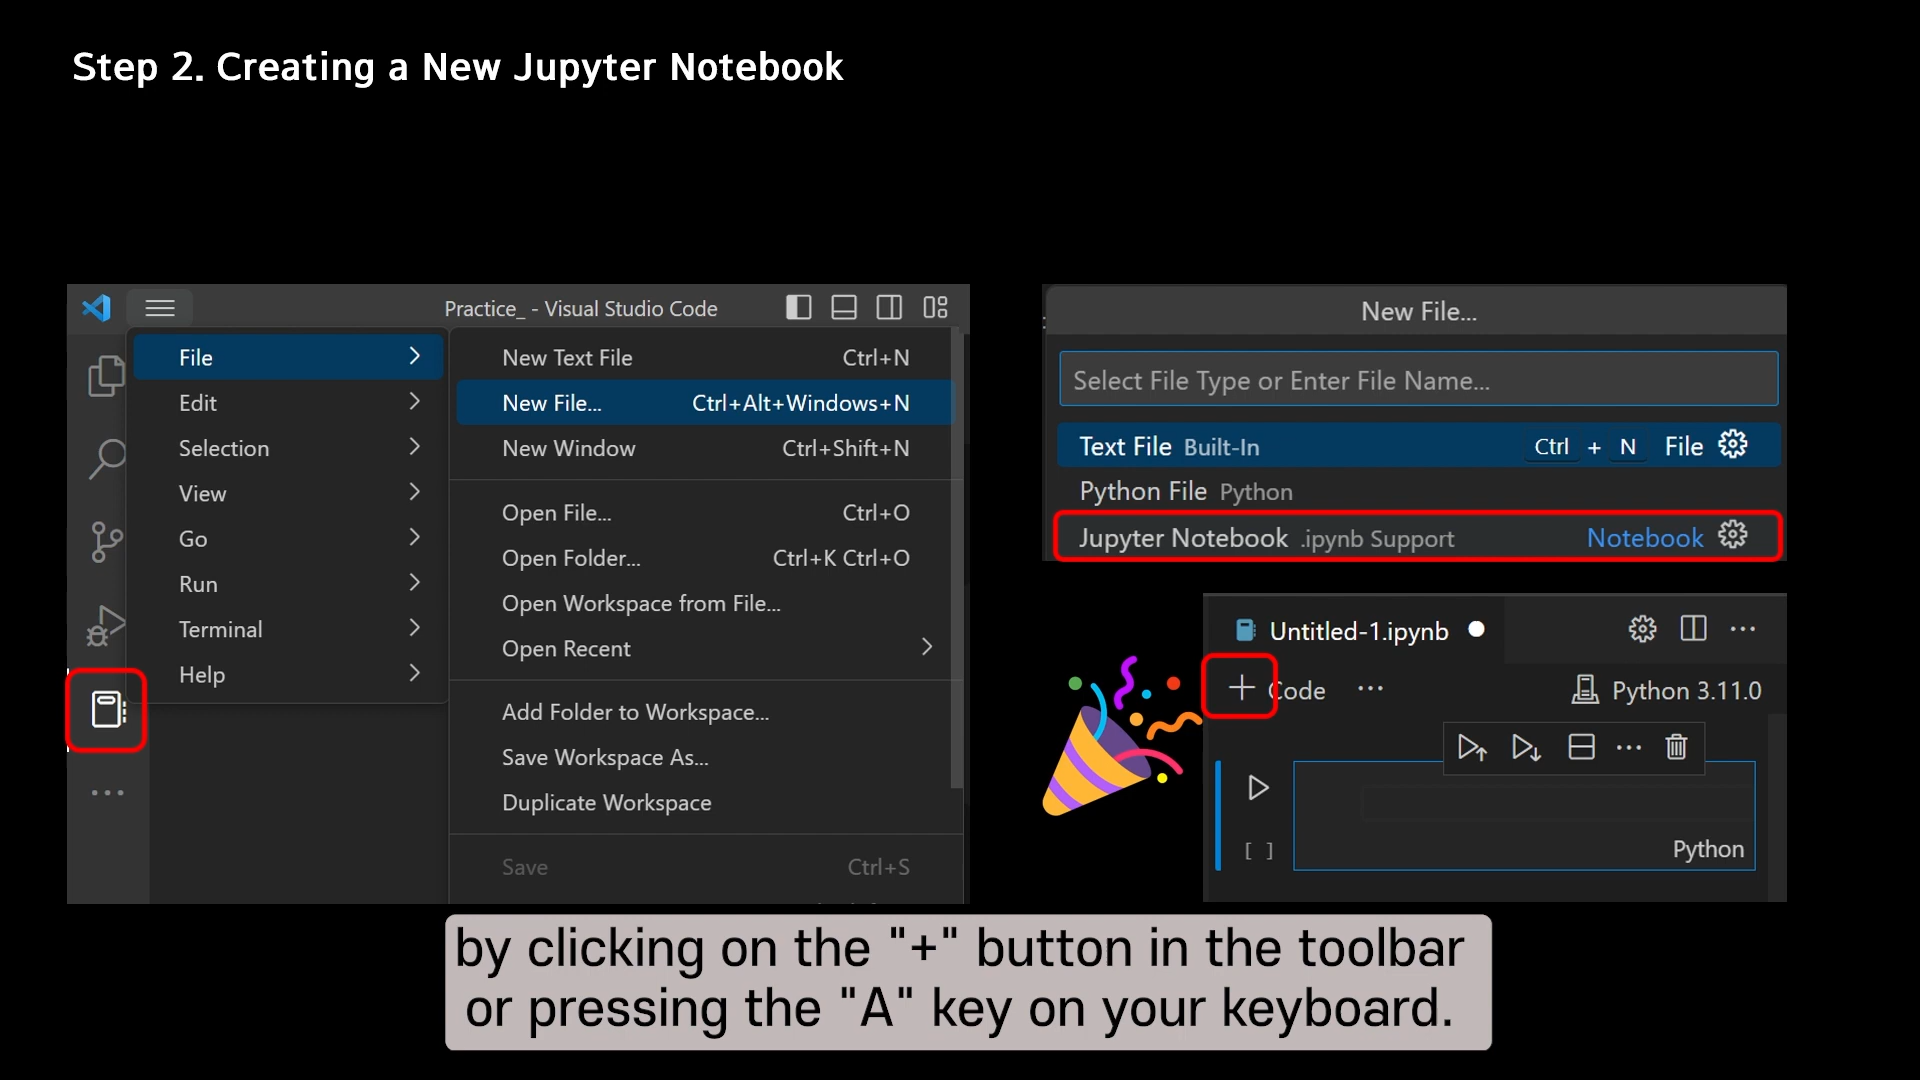 Step 2. Creating a New Jupyter Notebook
Practice_ - Visual Studio Code
File
Edit
Selection
View
Go
Run
Terminal
Help
New Text File Ctrl+N
New File... Ctrl+Alt+Windows+N
New Window Ctrl+Shift+N
Open File... Ctrl+O
Open Folder... Ctrl+K Ctrl+O
Open Workspace from File...
Open Recent
Add Folder to Workspace...
Save Workspace As...
Duplicate Workspace
Save Ctrl+S
New File...
Select File Type or Enter File Name...
Text File Built-In Ctrl + N File
Python File Python
Jupyter Notebook .ipynb Support Notebook
Untitled-1.ipynb
+ Code ... Python 3.11.0
[ ]
Python
by clicking on the "+" button in the toolbar
or pressing the "A" key on your keyboard.